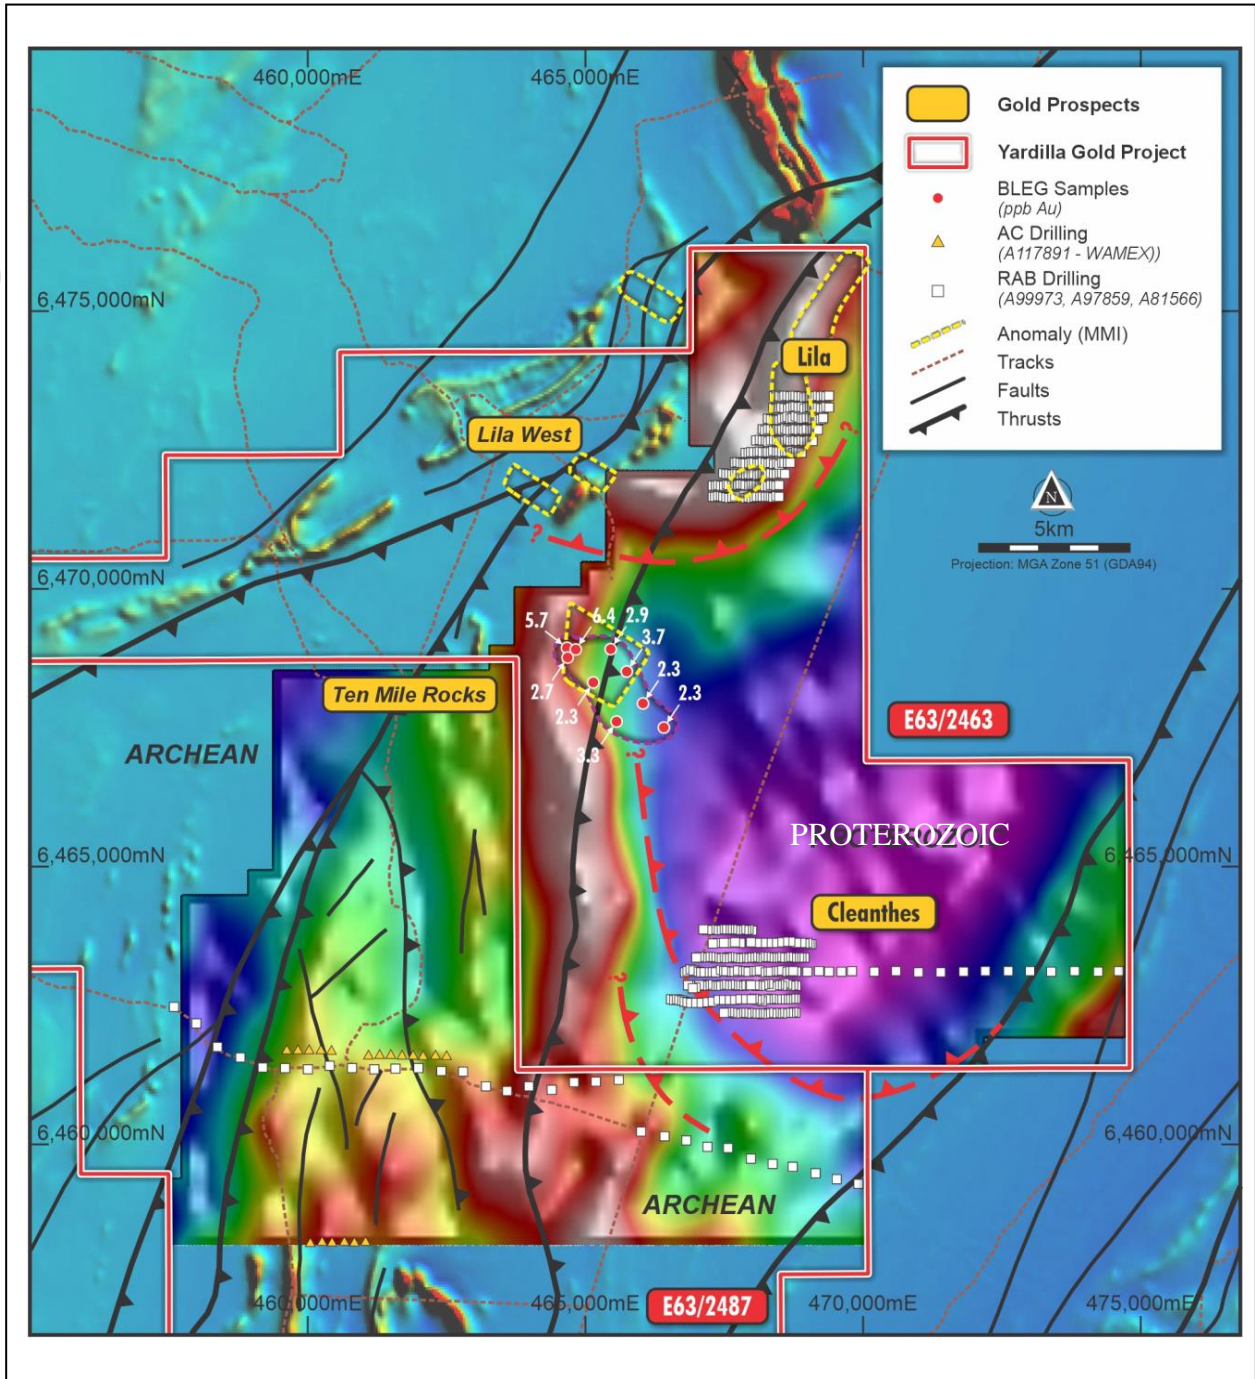 460,000mE
465,000mE
Gold Prospects
Yardilla Gold Project
BLEG Samples
(ppb Au)
AC Drilling
(A117891 - WAMEX))
RAB Drilling
(A99973, A97859, A81566)
Anomaly (MMI)
Tracks
Faults
Thrusts
6,475,000mN
Lila
?
Lila West
N
5km
Projection: MGA Zone 51 (GDA94)
?
6,470,000mN
5.7
6.4
2.9
3.7
2.7
2.3
2.3
2.3
3.3
Ten Mile Rocks
E63/2463
ARCHEAN
?
PROTEROZOIC
6,465,000mN
6,465,000mN
Cleanthes
?
6,460,000mN
6,460,000mN
ARCHEAN
460,000mE
465,000mE
E63/2487
470,000mE
475,000mE